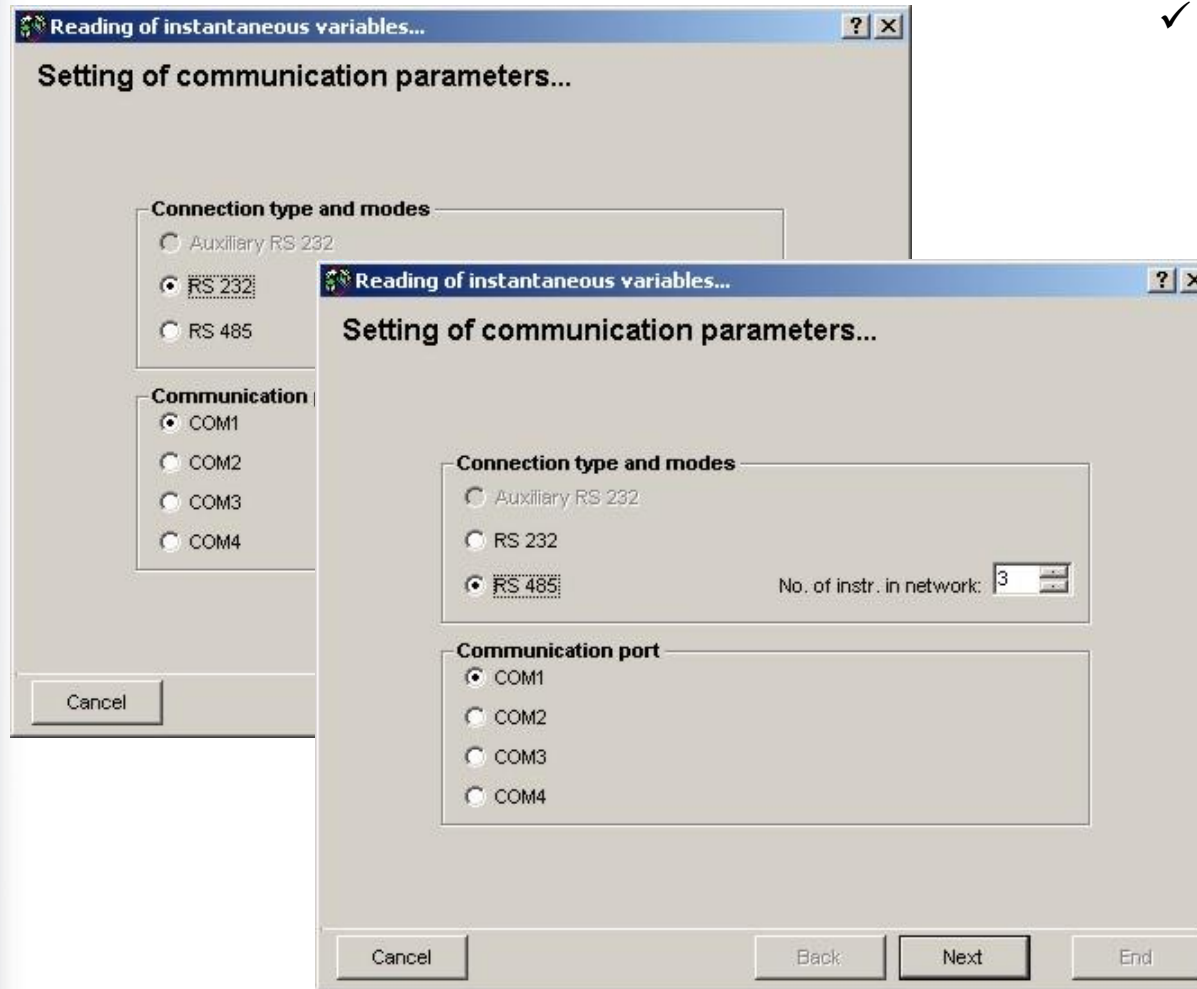 Reading of instantaneous variables...
Setting of communication parameters...
Connection type and modes
Auxiliary RS 232
RS 232
RS 485
Communication
COM1
COM2
COM3
COM4
Cancel
Reading of instantaneous variables...
Setting of communication parameters...
Connection type and modes
Auxiliary RS 232
RS 232
RS 485 No. of instr. in network: 3
Communication port
COM1
COM2
COM3
COM4
Cancel Back Next End